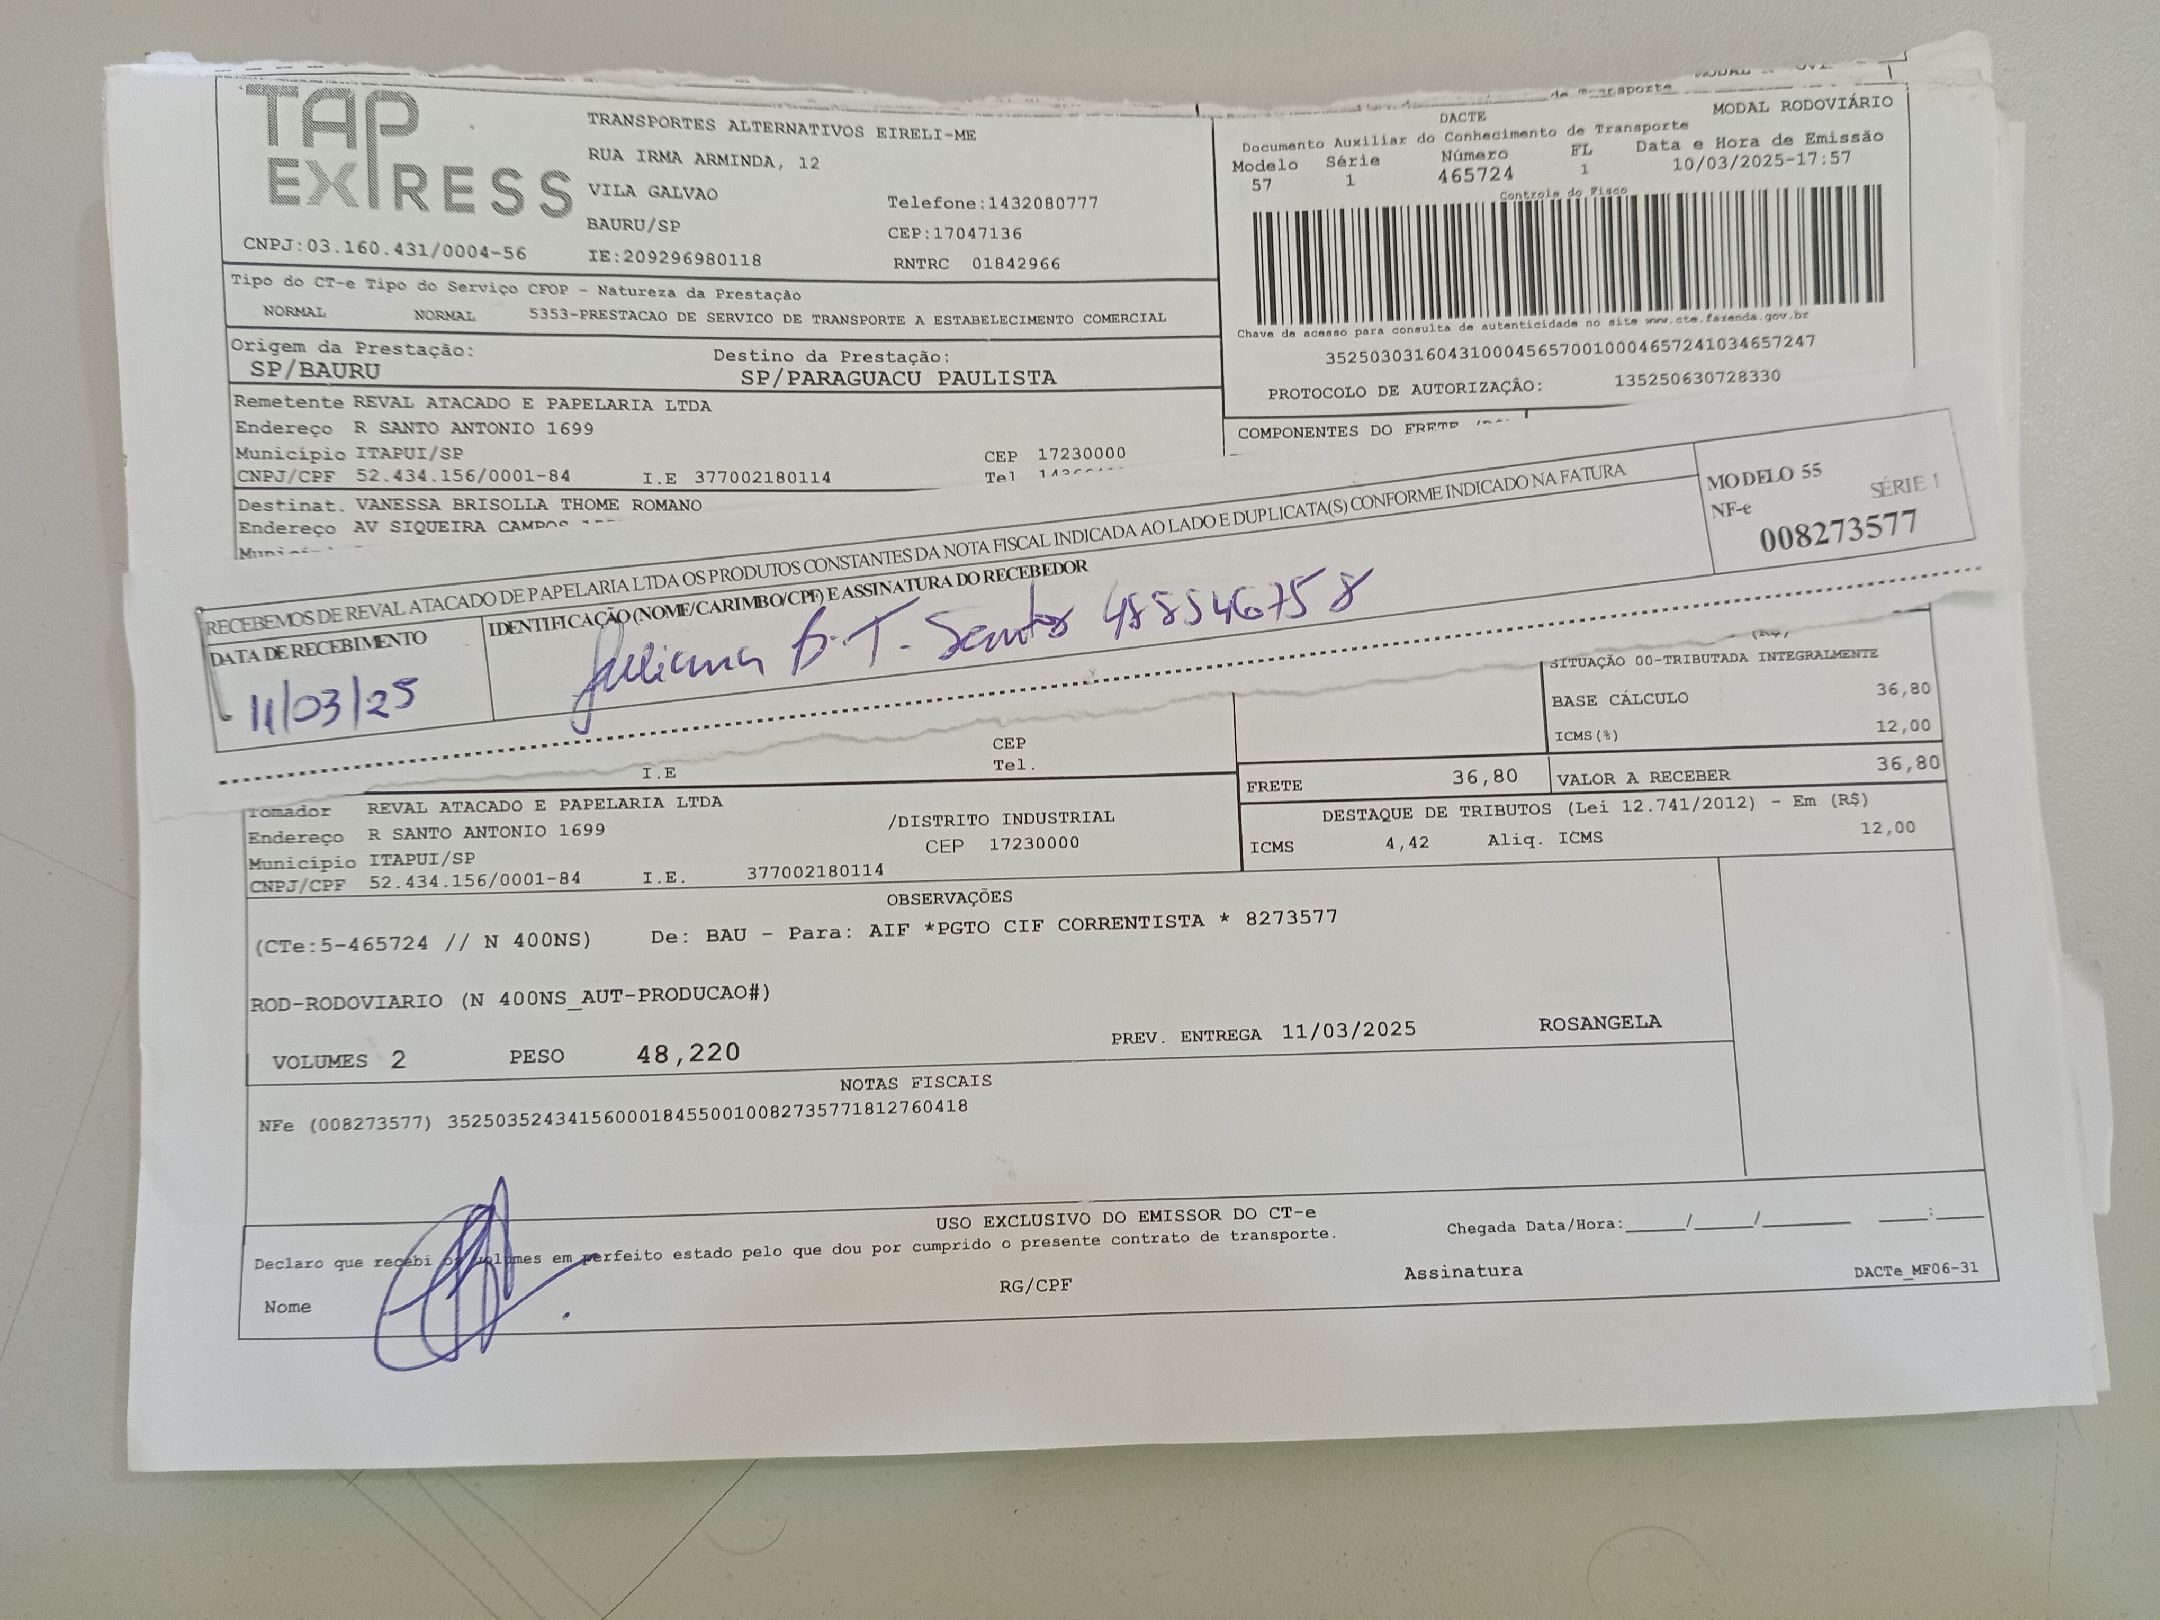 MODAL RODOVIÁRIO
TAP EXPRESS
TRANSPORTES ALTERNATIVOS EIRELI-ME
RUA IRMA ARMINDA, 12
VILA GALVAO
Telefone:1432080777
BAURU/SP
CEP:17047136
CNPJ:03.160.431/0004-56
IE:209296980118
RNTRC 01842966
DACTE
Documento Auxiliar do Conhecimento de Transporte
Modelo Série Número FL Data e Hora de Emissão
57 1 465724 1 10/03/2025-17:57
Controle do Fisco
Chave de acesso para consulta de autenticidade no site www.cte.fazenda.gov.br
35250303160431000456570010004657241034657247
PROTOCOLO DE AUTORIZAÇÃO: 135250630728330
Tipo do CT-e Tipo do Serviço CFOP - Natureza da Prestação
NORMAL NORMAL 5353-PRESTACAO DE SERVICO DE TRANSPORTE A ESTABELECIMENTO COMERCIAL
Origem da Prestação: Destino da Prestação:
SP/BAURU SP/PARAGUACU PAULISTA
Remetente REVAL ATACADO E PAPELARIA LTDA
Endereço R SANTO ANTONIO 1699
Município ITAPUI/SP CEP 17230000
CNPJ/CPF 52.434.156/0001-84 I.E 377002180114 Tel
COMPONENTES DO FRETE
Destinat. VANESSA BRISOLLA THOME ROMANO
Endereço AV SIQUEIRA CAMPOS
RECEBEMOS DE REVAL ATACADO DE PAPELARIA LTDA OS PRODUTOS CONSTANTES DA NOTA FISCAL INDICADA AO LADO E DUPLICATA(S) CONFORME INDICADO NA FATURA
DATA DE RECEBIMENTO
11/03/25
IDENTIFICAÇÃO (NOME/CARIMBO/CPF) E ASSINATURA DO RECEBEDOR
Juliana B.T. Santos 488546758
MODELO 55 SÉRIE 1
NF-e
008273577
SITUAÇÃO 00-TRIBUTADA INTEGRALMENTE
BASE CÁLCULO 36,80
ICMS(%) 12,00
CEP
I.E Tel.
FRETE 36,80 VALOR A RECEBER 36,80
Tomador REVAL ATACADO E PAPELARIA LTDA
Endereço R SANTO ANTONIO 1699 /DISTRITO INDUSTRIAL
Município ITAPUI/SP CEP 17230000
CNPJ/CPF 52.434.156/0001-84 I.E. 377002180114
DESTAQUE DE TRIBUTOS (Lei 12.741/2012) - Em (R$)
ICMS 4,42 Aliq. ICMS 12,00
OBSERVAÇÕES
(CTe:5-465724 // N 400NS) De: BAU - Para: AIF *PGTO CIF CORRENTISTA * 8273577
ROD-RODOVIARIO (N 400NS_AUT-PRODUCAO#)
VOLUMES 2 PESO 48,220 PREV. ENTREGA 11/03/2025 ROSANGELA
NOTAS FISCAIS
NFe (008273577) 35250352434156000184550010082735771812760418
USO EXCLUSIVO DO EMISSOR DO CT-e
Declaro que recebi os volumes em perfeito estado pelo que dou por cumprido o presente contrato de transporte.
Chegada Data/Hora:_____/_____/________ ____:____
Nome RG/CPF Assinatura DACTe_MF06-31